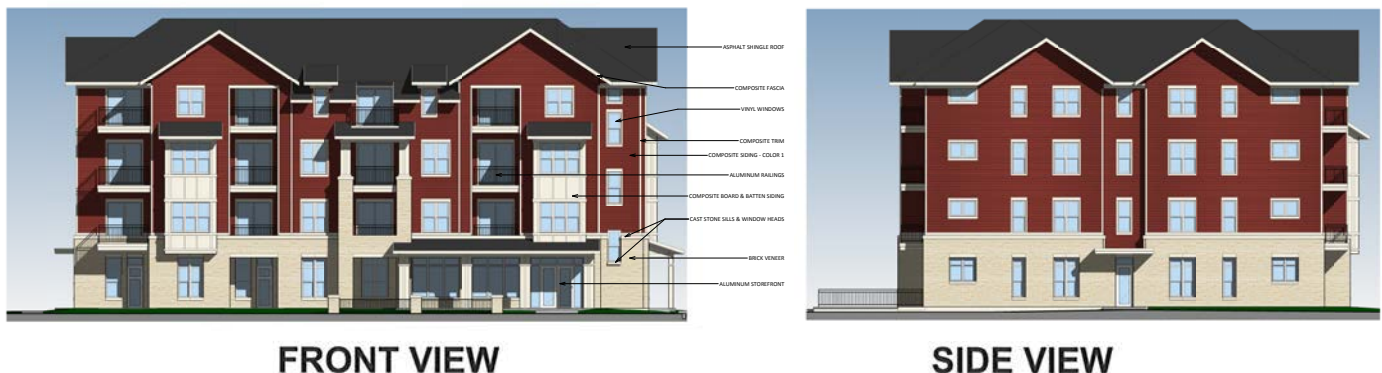 ASPHALT SHINGLE ROOF
COMPOSITE FASCIA
VINYL WINDOWS
COMPOSITE TRIM
COMPOSITE SIDING - COLOR 1
ALUMINUM RAILINGS
COMPOSITE BOARD & BATTEN SIDING
CAST STONE SILLS & WINDOW HEADS
BRICK VENEER
ALUMINUM STOREFRONT
FRONT VIEW
SIDE VIEW